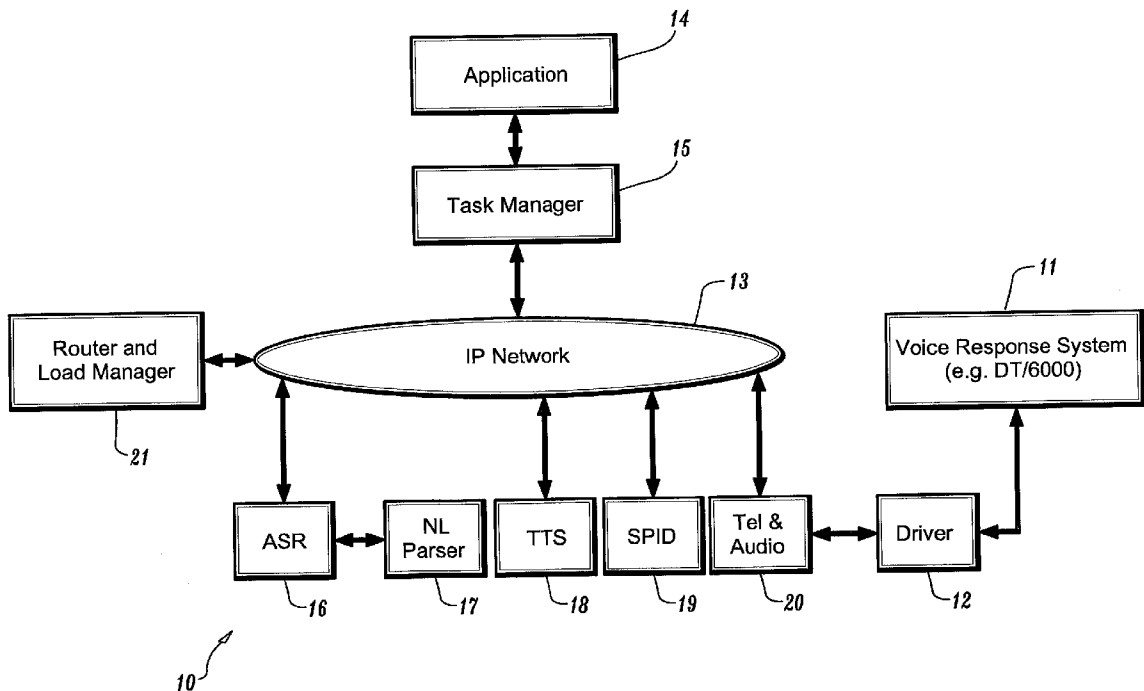 14
Application
15
Task Manager
13
11
IP Network
Router and
Load Manager
Voice Response System
(e.g. DT/6000)
21
ASR
NL
Parser
TTS
SPID
Tel &
Audio
Driver
16
17
18
19
20
12
10